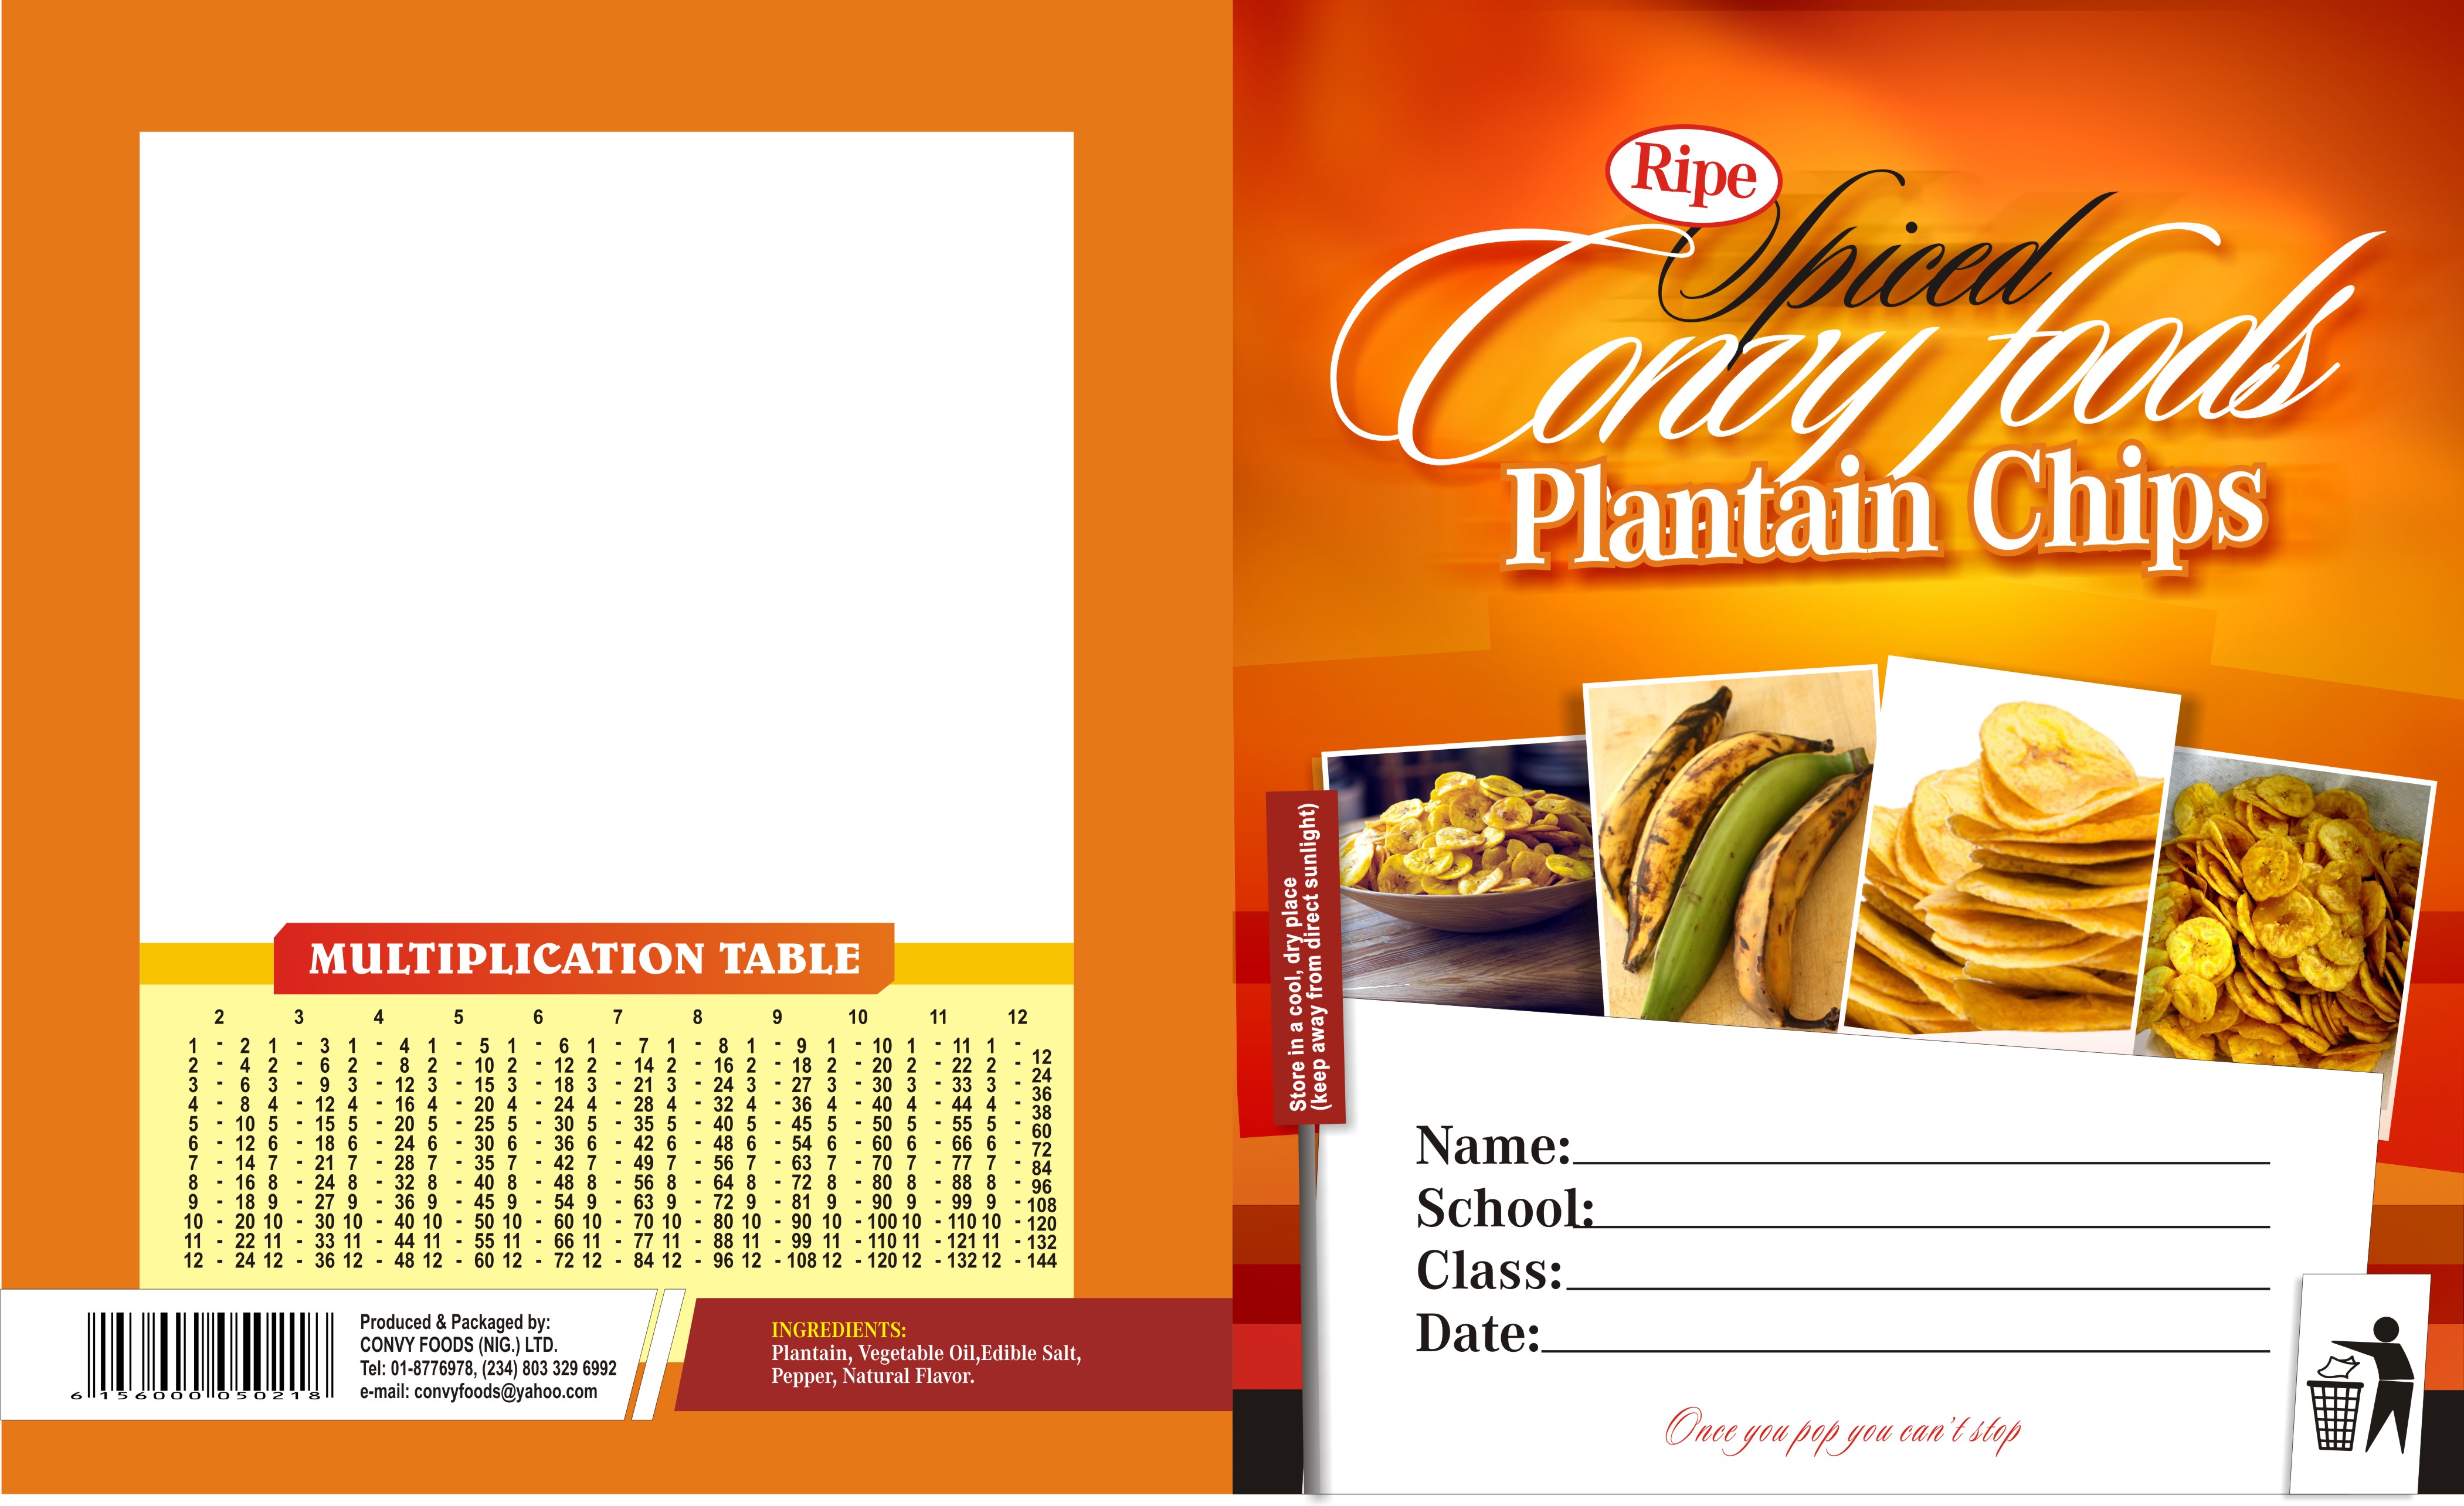 MULTIPLICATION TABLE
2 3 4 5 6 7 8 9 10 11 12
1 - 2 1 - 3 1 - 4 1 - 5 1 - 6 1 - 7 1 - 8 1 - 9 1 - 10 1 - 11 1 - 12
2 - 4 2 - 6 2 - 8 2 - 10 2 - 12 2 - 14 2 - 16 2 - 18 2 - 20 2 - 22 2 - 24
3 - 6 3 - 9 3 - 12 3 - 15 3 - 18 3 - 21 3 - 24 3 - 27 3 - 30 3 - 33 3 - 36
4 - 8 4 - 12 4 - 16 4 - 20 4 - 24 4 - 28 4 - 32 4 - 36 4 - 40 4 - 44 4 - 38
5 - 10 5 - 15 5 - 20 5 - 25 5 - 30 5 - 35 5 - 40 5 - 45 5 - 50 5 - 55 5 - 60
6 - 12 6 - 18 6 - 24 6 - 30 6 - 36 6 - 42 6 - 48 6 - 54 6 - 60 6 - 66 6 - 72
7 - 14 7 - 21 7 - 28 7 - 35 7 - 42 7 - 49 7 - 56 7 - 63 7 - 70 7 - 77 7 - 84
8 - 16 8 - 24 8 - 32 8 - 40 8 - 48 8 - 56 8 - 64 8 - 72 8 - 80 8 - 88 8 - 96
9 - 18 9 - 27 9 - 36 9 - 45 9 - 54 9 - 63 9 - 72 9 - 81 9 - 90 9 - 99 9 - 108
10 - 20 10 - 30 10 - 40 10 - 50 10 - 60 10 - 70 10 - 80 10 - 90 10 - 100 10 - 110 10 - 120
11 - 22 11 - 33 11 - 44 11 - 55 11 - 66 11 - 77 11 - 88 11 - 99 11 - 110 11 - 121 11 - 132
12 - 24 12 - 36 12 - 48 12 - 60 12 - 72 12 - 84 12 - 96 12 - 108 12 - 120 12 - 132 12 - 144
6 156000 050218
Produced & Packaged by:
CONVY FOODS (NIG.) LTD.
Tel: 01-8776978, (234) 803 329 6992
e-mail: convyfoods@yahoo.com
INGREDIENTS:
Plantain, Vegetable Oil,Edible Salt,
Pepper, Natural Flavor.
Ripe
Spiced
Convy foods
Plantain Chips
Store in a cool, dry place
(keep away from direct sunlight)
Name:
School:
Class:
Date:
Once you pop you can't stop